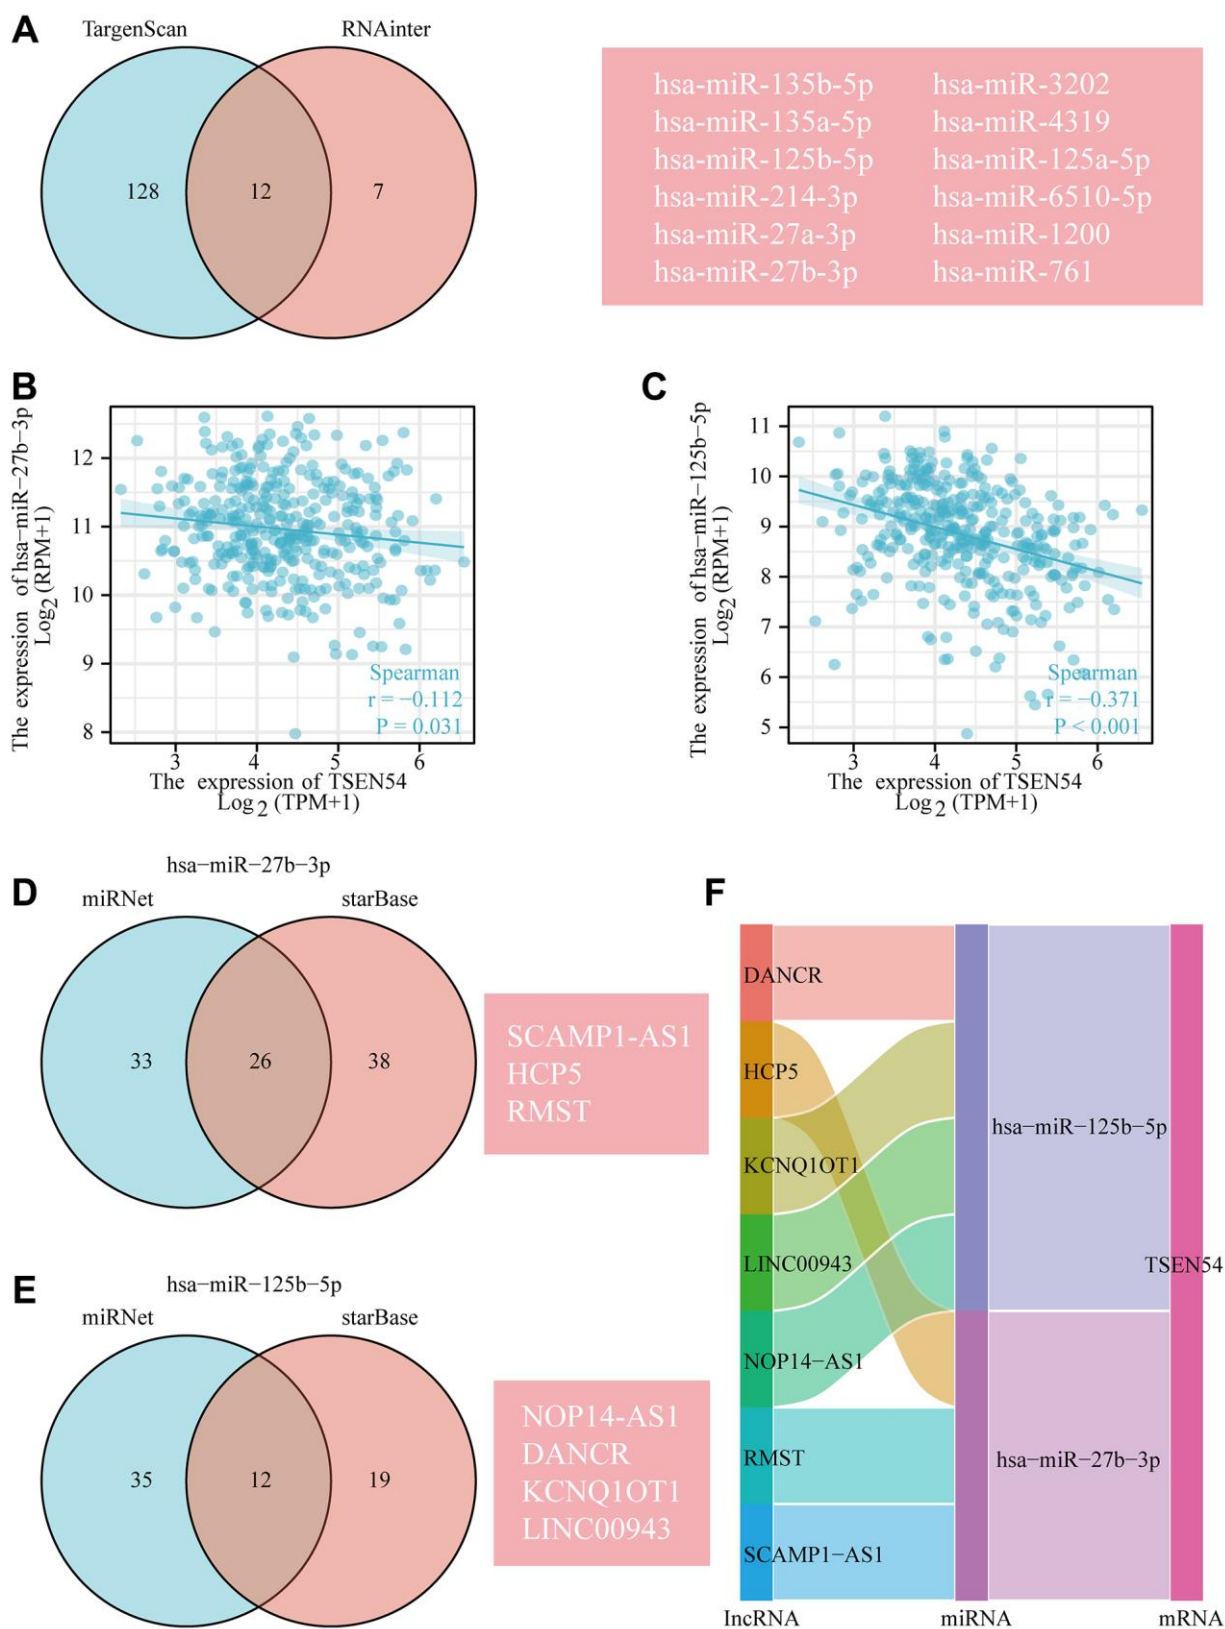 A
TargenScan
RNAinter
128
12
7
hsa-miR-135b-5p
hsa-miR-135a-5p
hsa-miR-125b-5p
hsa-miR-214-3p
hsa-miR-27a-3p
hsa-miR-27b-3p
hsa-miR-3202
hsa-miR-4319
hsa-miR-125a-5p
hsa-miR-6510-5p
hsa-miR-1200
hsa-miR-761
B
The expression of hsa−miR−27b−3p
Log2 (RPM+1)
12
11
10
9
8
Spearman
r = −0.112
P = 0.031
3 4 5 6
The expression of TSEN54
Log2 (TPM+1)
C
The expression of hsa−miR−125b−5p
Log2 (RPM+1)
11
10
9
8
7
6
5
Spearman
r = −0.371
P < 0.001
3 4 5 6
The expression of TSEN54
Log2 (TPM+1)
D
hsa−miR−27b−3p
miRNet
starBase
33
26
38
SCAMP1-AS1
HCP5
RMST
E
hsa−miR−125b−5p
miRNet
starBase
35
12
19
NOP14-AS1
DANCR
KCNQ1OT1
LINC00943
F
DANCR
HCP5
KCNQ1OT1
LINC00943
NOP14−AS1
RMST
SCAMP1−AS1
hsa−miR−125b−5p
hsa−miR−27b−3p
TSEN54
lncRNA
miRNA
mRNA